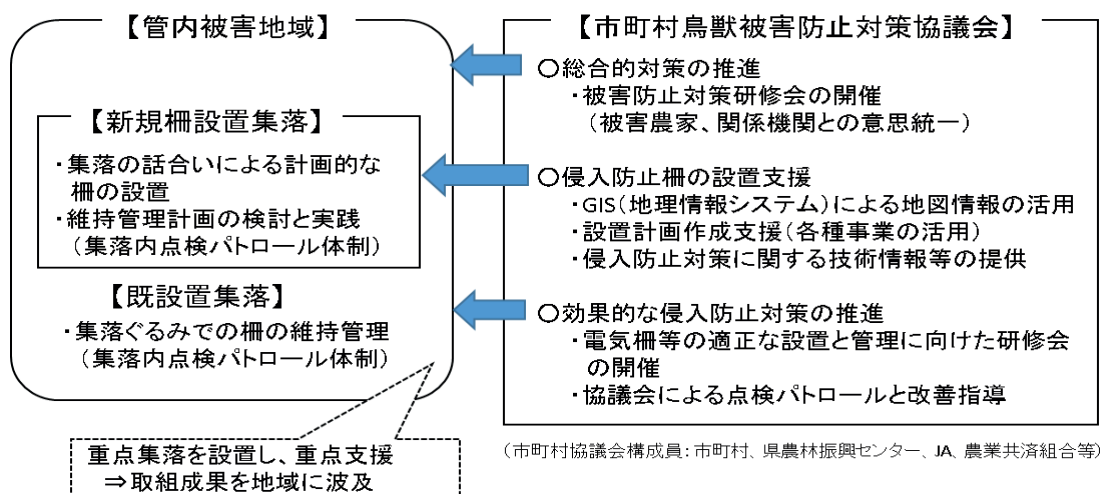 【管内被害地域】
【新規柵設置集落】
・集落の話合いによる計画的な
柵の設置
・維持管理計画の検討と実践
（集落内点検パトロール体制）
【既設置集落】
・集落ぐるみでの柵の維持管理
（集落内点検パトロール体制）
重点集落を設置し、重点支援
⇒取組成果を地域に波及
【市町村鳥獣被害防止対策協議会】
○総合的対策の推進
・被害防止対策研修会の開催
（被害農家、関係機関との意思統一）
○侵入防止柵の設置支援
・GIS（地理情報システム）による地図情報の活用
・設置計画作成支援（各種事業の活用）
・侵入防止対策に関する技術情報等の提供
○効果的な侵入防止対策の推進
・電気柵等の適正な設置と管理に向けた研修会
の開催
・協議会による点検パトロールと改善指導
（市町村協議会構成員：市町村、県農林振興センター、JA、農業共済組合等）